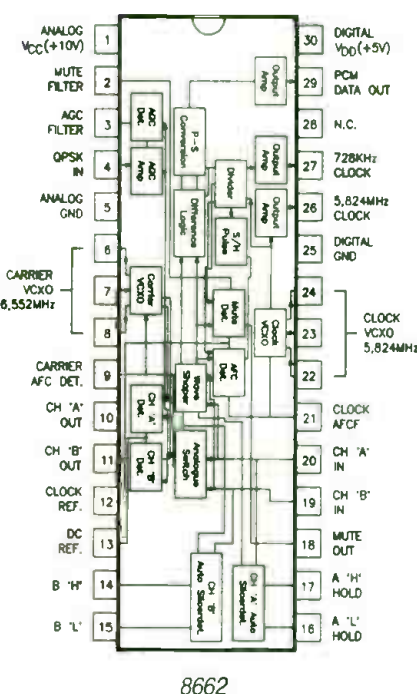 ANALOG
VCC(+10V)
1
MUTE
FILTER
2
AGC
FILTER
3
QPSK
IN
4
ANALOG
GND
5
6
CARRIER
VCXO
6,552MHz
7
8
CARRIER
AFC DET.
9
CH 'A'
OUT
10
CH 'B'
OUT
11
CLOCK
REF.
12
DC
REF.
13
B 'H'
14
B 'L'
15
DIGITAL
VDD(+5V)
30
PCM
DATA OUT
29
N.C.
28
728KHz
CLOCK
27
5,824MHz
CLOCK
26
DIGITAL
GND
25
24
CLOCK
VCXO
5,824MHz
23
22
CLOCK
AFCF
21
CH 'A'
IN
20
CH 'B'
IN
19
MUTE
OUT
18
A 'H'
HOLD
17
A 'L'
HOLD
16
AGC
Det.
AGC
Amp
P-S
Conversion
Difference
Logic
Divider
S/H
Pulse
Output
Amp
Output
Amp
Output
Amp
Carrier
VCXO
Mute
Det.
Clock
VCXO
AFC
Det.
Wave
Shaper
CH 'A'
Det.
CH 'B'
Det.
Analogue
Switch
CH 'B'
Auto Slicerdet.
CH 'A' Auto
Slicerdet.
8662